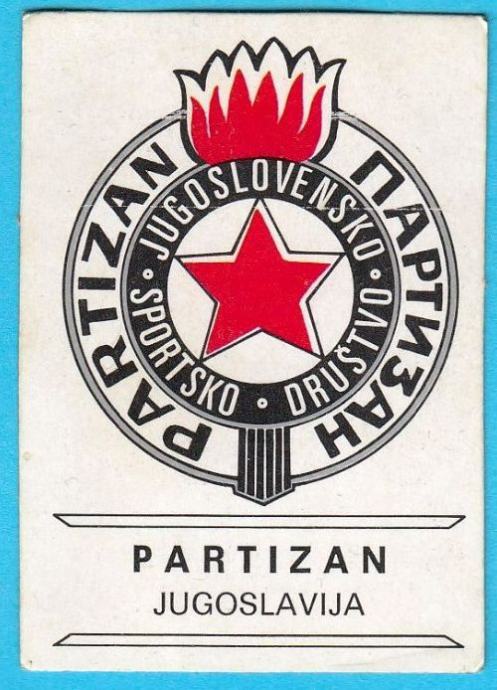 PARTIZAN
ПАРТИЗАН
JUGOSLOVENSKO
SPORTSKO • DRUŠTVO
PARTIZAN
JUGOSLAVIJA